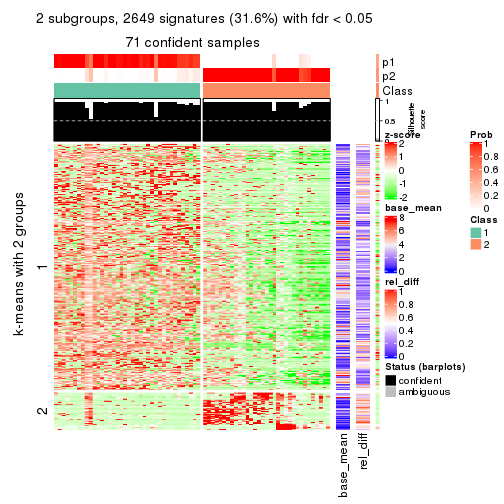 2 subgroups, 2649 signatures (31.6%) with fdr < 0.05
71 confident samples
p1
p2
Class
1
0.5
0
Silhouette
score
k-means with 2 groups
1
2
base_mean
rel_diff
z-score
2
1
0
-1
-2
base_mean
8
6
4
2
0
rel_diff
1
0.8
0.6
0.4
0.2
0
Status (barplots)
confident
ambiguous
Prob
1
0.8
0.6
0.4
0.2
0
Class
1
2